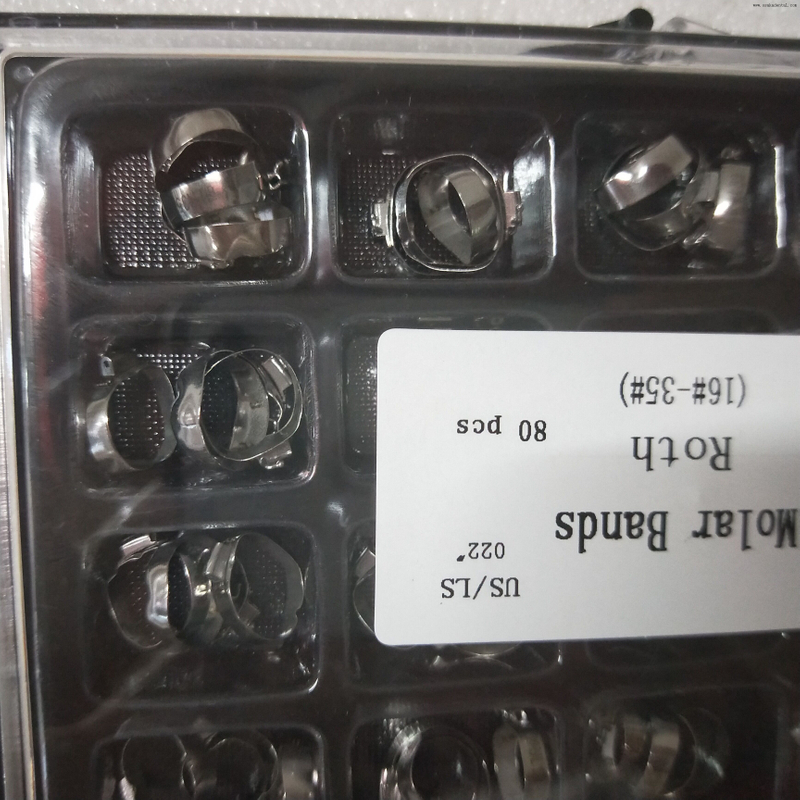 US/LS
022"
Molar Bands
Roth
80 pcs
(16#-35#)